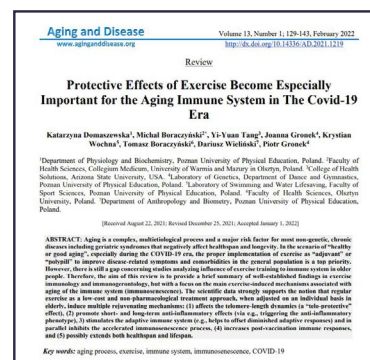 Aging and Disease
www.aginganddisease.org
Volume 13, Number 1; 129-143, February 2022
http://dx.doi.org/10.14336/AD.2021.1219
Review
Protective Effects of Exercise Become Especially
Important for the Aging Immune System in The Covid-19
Era
Katarzyna Domaszewska¹, Michał Boraczyński²*, Yi-Yuan Tang³, Joanna Gronek⁴, Krystian
Wochna⁵, Tomasz Boraczyński⁶, Dariusz Wieliński⁷, Piotr Gronek⁴
¹Department of Physiology and Biochemistry, Poznan University of Physical Education, Poland. ²Faculty of
Health Sciences, Collegium Medicum, University of Warmia and Mazury in Olsztyn, Poland. ³College of Health
Solutions, Arizona State University, USA. ⁴Laboratory of Genetics, Department of Dance and Gymnastics,
Poznan University of Physical Education, Poland. ⁵Laboratory of Swimming and Water Lifesaving, Faculty of
Sport Sciences, Poznan University of Physical Education, Poland. ⁶Faculty of Health Sciences, Olsztyn
University, Poland. ⁷Department of Anthropology and Biometry, Poznan University of Physical Education,
Poland.
[Received August 22, 2021; Revised December 25, 2021; Accepted January 1, 2022]
ABSTRACT: Aging is a complex, multietiological process and a major risk factor for most non-genetic, chronic
diseases including geriatric syndromes that negatively affect healthspan and longevity. In the scenario of “healthy
or good aging”, especially during the COVID-19 era, the proper implementation of exercise as “adjuvant” or
“polypill” to improve disease-related symptoms and comorbidities in the general population is a top priority.
However, there is still a gap concerning studies analyzing influence of exercise training to immune system in older
people. Therefore, the aim of this review is to provide a brief summary of well-established findings in exercise
immunology and immunogerontology, but with a focus on the main exercise-induced mechanisms associated with
aging of the immune system (immunosenescence). The scientific data strongly supports the notion that regular
exercise as a low-cost and non-pharmacological treatment approach, when adjusted on an individual basis in
elderly, induce multiple rejuvenating mechanisms: (1) affects the telomere-length dynamics (a “telo-protective”
effect), (2) promote short- and long-term anti-inflammatory effects (via e.g., triggering the anti-inflammatory
phenotype), 3) stimulates the adaptive immune system (e.g., helps to offset diminished adaptive responses) and in
parallel inhibits the accelerated immunosenescence process, (4) increases post-vaccination immune responses,
and (5) possibly extends both healthspan and lifespan.
Key words: aging process, exercise, immune system, immunosenescence, COVID-19